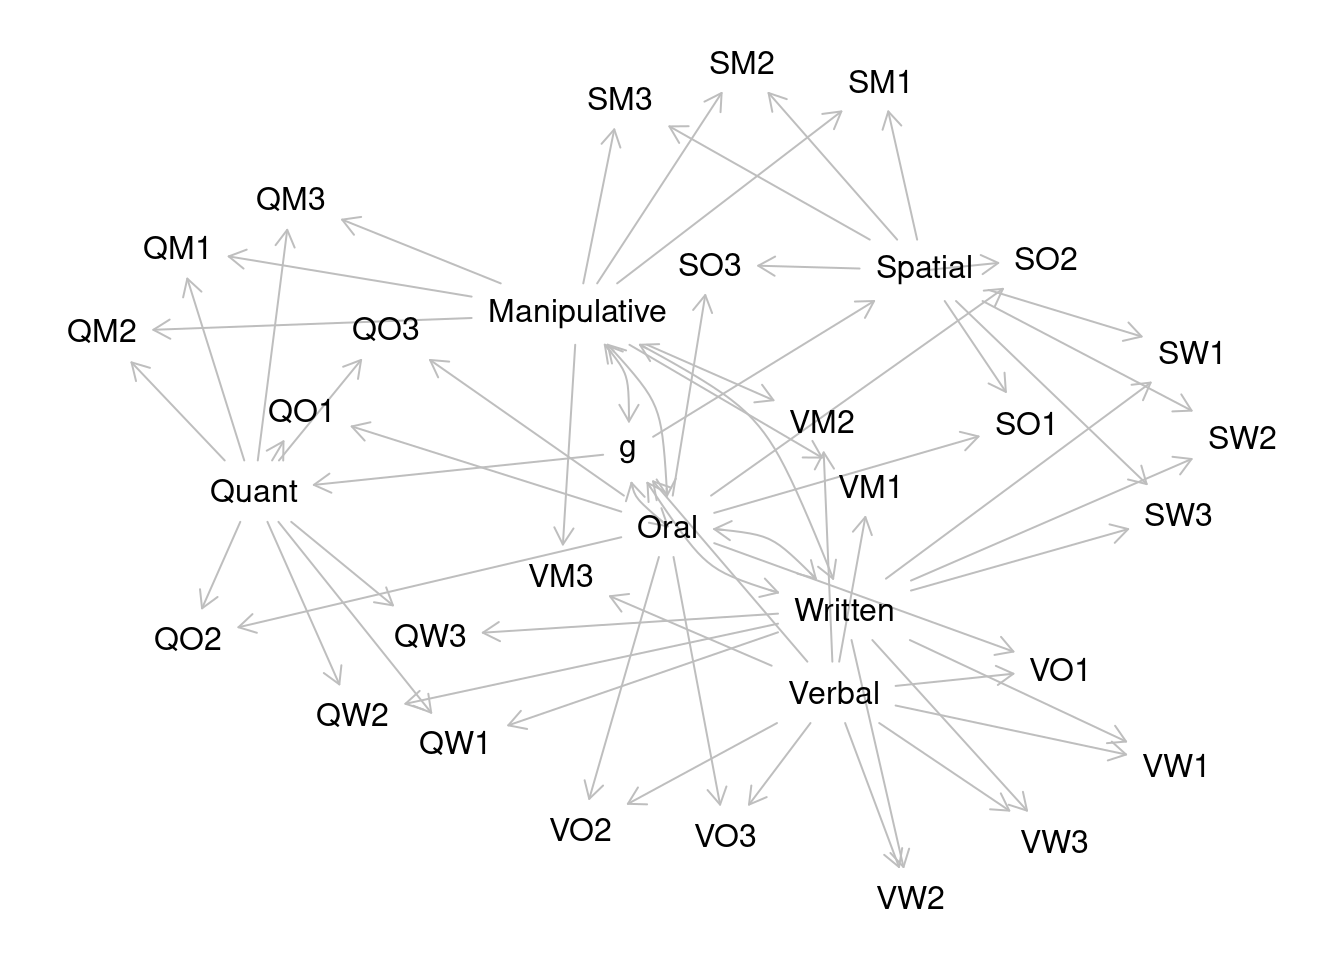 SM2
SM1
SM3
QM3
QM1
SO3
Spatial
SO2
Manipulative
QM2
QO3
SW1
QO1
VM2
SO1
SW2
g
Quant
VM1
SW3
Oral
VM3
Written
QO2
QW3
VO1
Verbal
QW2
QW1
VW1
VO2
VO3
VW3
VW2